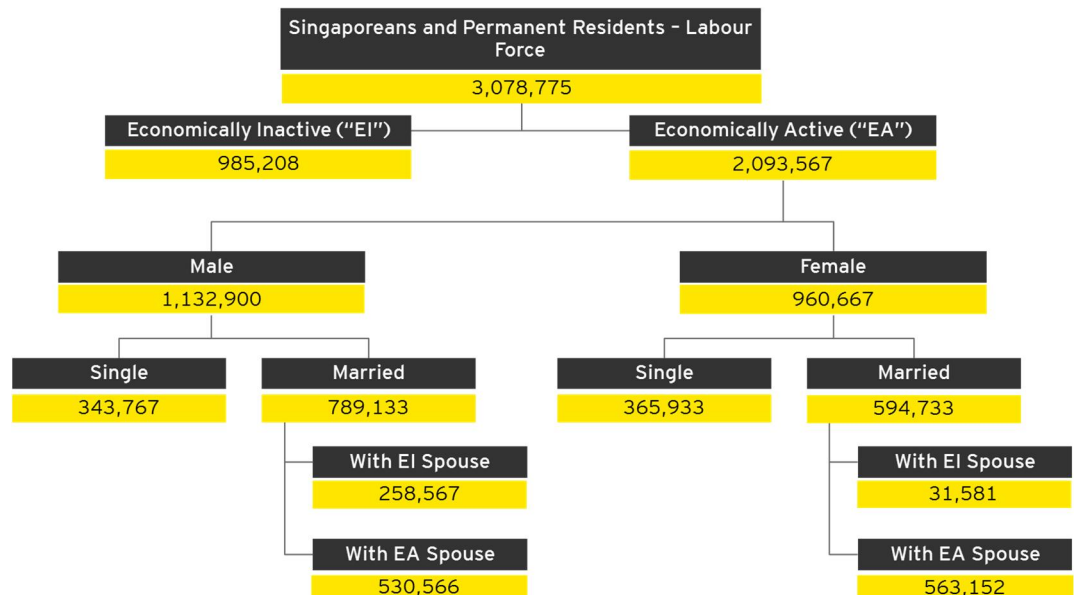 Singaporeans and Permanent Residents – Labour
Force
3,078,775
Economically Inactive (“EI”)
985,208
Economically Active (“EA”)
2,093,567
Male
1,132,900
Female
960,667
Single
343,767
Married
789,133
With EI Spouse
258,567
With EA Spouse
530,566
Single
365,933
Married
594,733
With EI Spouse
31,581
With EA Spouse
563,152